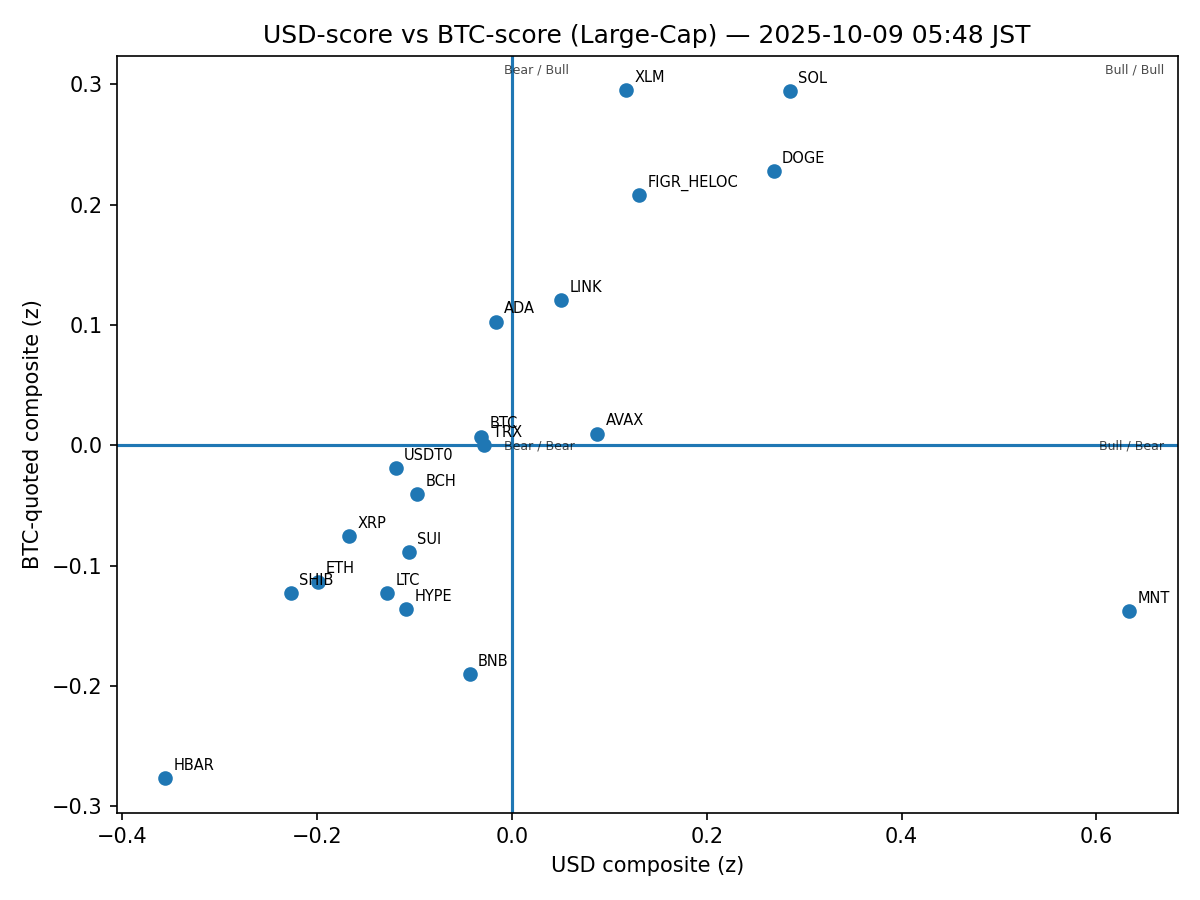 USD-score vs BTC-score (Large-Cap) — 2025-10-09 05:48 JST
Bear / Bull
Bull / Bull
XLM
SOL
DOGE
FIGR_HELOC
LINK
ADA
BTC
TRX
AVAX
Bear / Bear
Bull / Bear
USDT0
BCH
XRP
SUI
ETH
SHIB
LTC
HYPE
MNT
BNB
HBAR
0.3
0.2
0.1
0.0
−0.1
−0.2
−0.3
BTC-quoted composite (z)
−0.4
−0.2
0.0
0.2
0.4
0.6
USD composite (z)